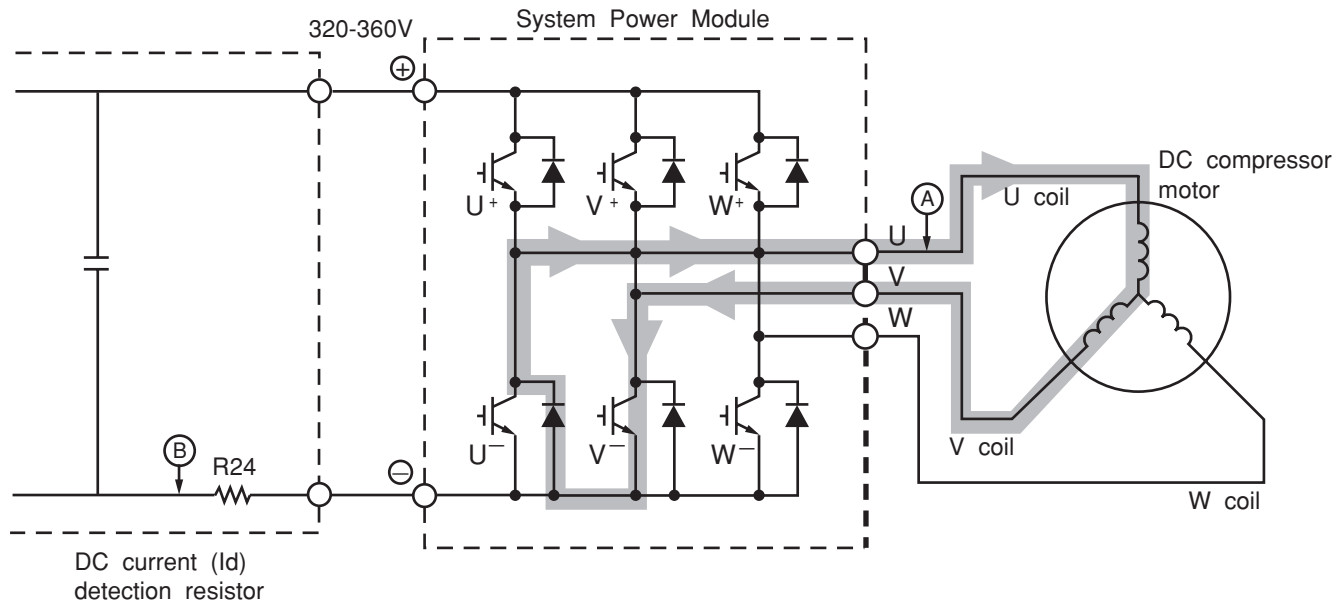 System Power Module
320-360V
+
DC compressor
motor
U+
V+
W+
A
U coil
U
V
W
U−
V−
W−
V coil
B
R24
−
W coil
DC current (Id)
detection resistor